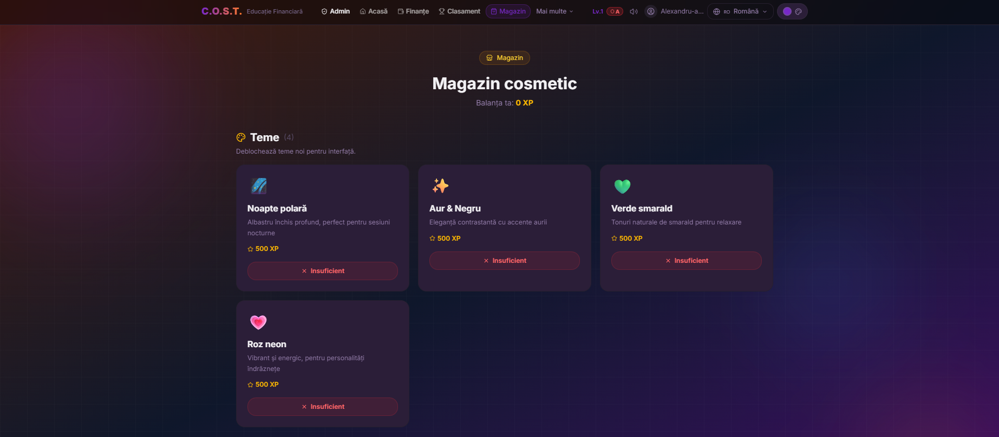 C.O.S.T. Educație Financiară Admin Acasă Finanțe Clasament Magazin Mai multe Lv.1 A Alexandru-a... RO Română
Magazin
Magazin cosmetic
Balanța ta: 0 XP
Teme (4)
Deblochează teme noi pentru interfață.
Noapte polară
Albastru închis profund, perfect pentru sesiuni
nocturne
500 XP
Insuficient
Aur & Negru
Eleganță contrastantă cu accente aurii
500 XP
Insuficient
Verde smarald
Tonuri naturale de smarald pentru relaxare
500 XP
Insuficient
Roz neon
Vibrant și energic, pentru personalități
îndrăznețe
500 XP
Insuficient